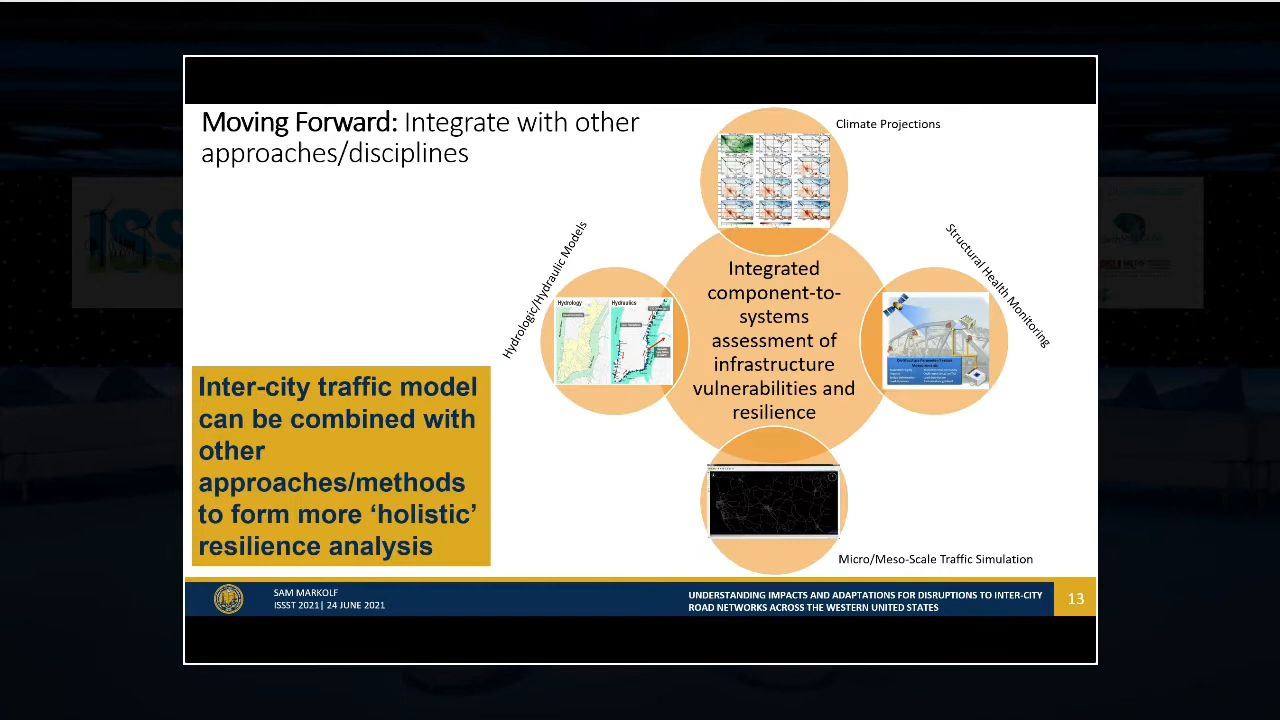 Moving Forward: Integrate with other
approaches/disciplines
Climate Projections
Hydrologic/Hydraulic Models
Structural Health Monitoring
Hydrology
Hydraulics
Integrated
component-to-
systems
assessment of
infrastructure
vulnerabilities and
resilience
Inter-city traffic model
can be combined with
other
approaches/methods
to form more ‘holistic’
resilience analysis
Micro/Meso-Scale Traffic Simulation
SAM MARKOLF
ISSST 2021| 24 JUNE 2021
UNDERSTANDING IMPACTS AND ADAPTATIONS FOR DISRUPTIONS TO INTER-CITY
ROAD NETWORKS ACROSS THE WESTERN UNITED STATES
13